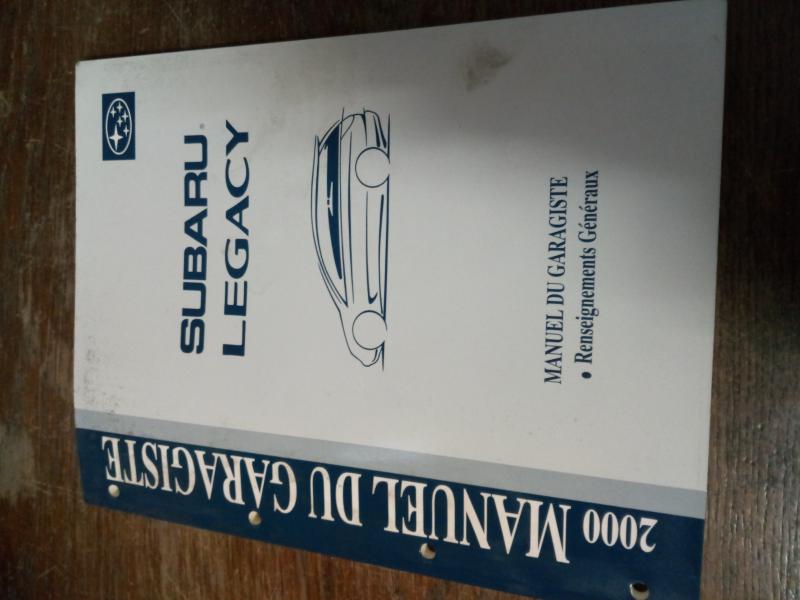 SUBARU®
LEGACY
MANUEL DU GARAGISTE
• Renseignements Généraux
2000 MANUEL DU GARAGISTE